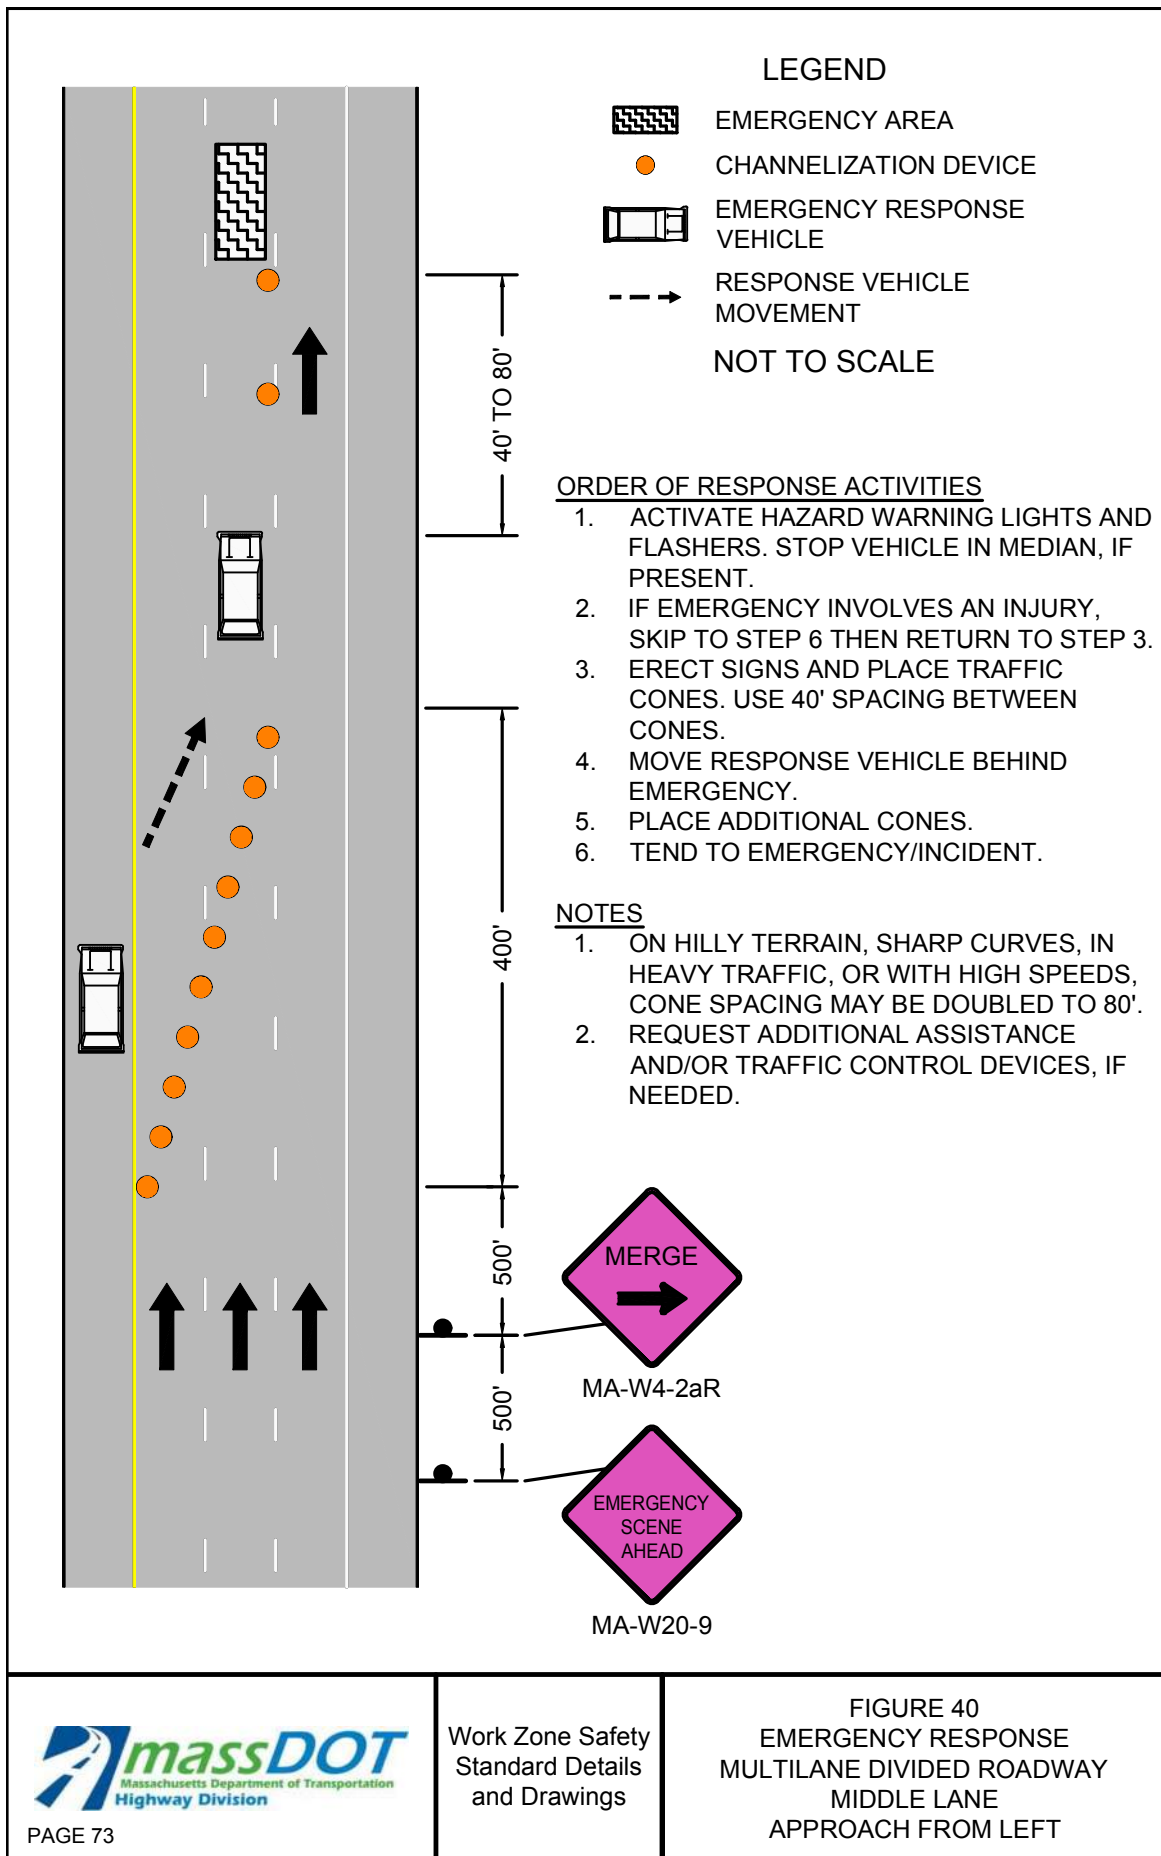 LEGEND
EMERGENCY AREA
CHANNELIZATION DEVICE
EMERGENCY RESPONSE
VEHICLE
RESPONSE VEHICLE
MOVEMENT
NOT TO SCALE
40' TO 80'
ORDER OF RESPONSE ACTIVITIES
1. ACTIVATE HAZARD WARNING LIGHTS AND
FLASHERS. STOP VEHICLE IN MEDIAN, IF
PRESENT.
2. IF EMERGENCY INVOLVES AN INJURY,
SKIP TO STEP 6 THEN RETURN TO STEP 3.
3. ERECT SIGNS AND PLACE TRAFFIC
CONES. USE 40' SPACING BETWEEN
CONES.
4. MOVE RESPONSE VEHICLE BEHIND
EMERGENCY.
5. PLACE ADDITIONAL CONES.
6. TEND TO EMERGENCY/INCIDENT.
400'
NOTES
1. ON HILLY TERRAIN, SHARP CURVES, IN
HEAVY TRAFFIC, OR WITH HIGH SPEEDS,
CONE SPACING MAY BE DOUBLED TO 80'.
2. REQUEST ADDITIONAL ASSISTANCE
AND/OR TRAFFIC CONTROL DEVICES, IF
NEEDED.
500'
MERGE
MA-W4-2aR
500'
EMERGENCY
SCENE
AHEAD
MA-W20-9
massDOT
Massachusetts Department of Transportation
Highway Division
PAGE 73
Work Zone Safety
Standard Details
and Drawings
FIGURE 40
EMERGENCY RESPONSE
MULTILANE DIVIDED ROADWAY
MIDDLE LANE
APPROACH FROM LEFT